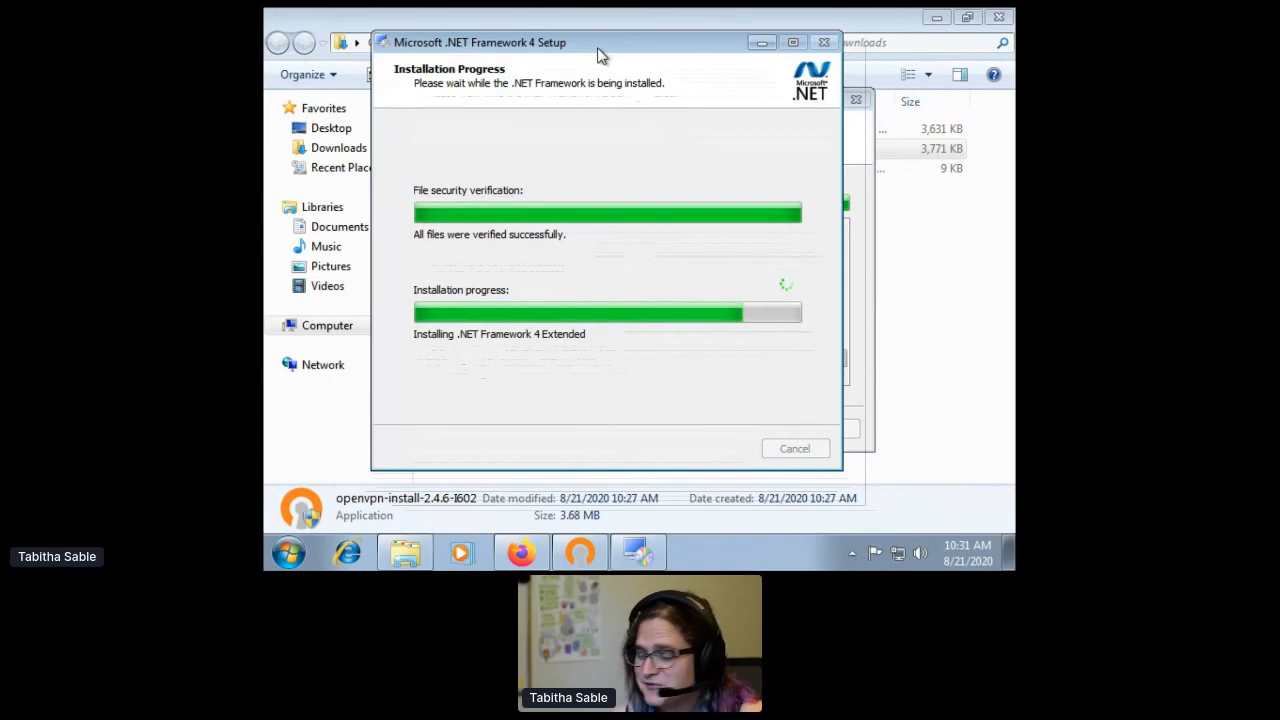 Microsoft .NET Framework 4 Setup
wnloads
Installation Progress
Please wait while the .NET Framework is being installed.
Microsoft
.NET
Organize
Size
Favorites
Desktop
... 3,631 KB
Downloads
3,771 KB
Recent Plac
... 9 KB
File security verification:
Libraries
Documents
All files were verified successfully.
Music
Pictures
Videos
Installation progress:
Computer
Installing .NET Framework 4 Extended
Network
Cancel
openvpn-install-2.4.6-I602 Date modified: 8/21/2020 10:27 AM Date created: 8/21/2020 10:27 AM
Application Size: 3.68 MB
10:31 AM
8/21/2020
Tabitha Sable
Tabitha Sable